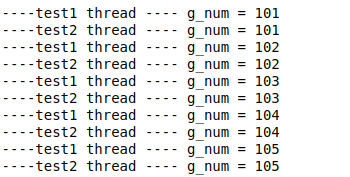 ----test1 thread ---- g_num = 101
----test2 thread ---- g_num = 101
----test1 thread ---- g_num = 102
----test2 thread ---- g_num = 102
----test1 thread ---- g_num = 103
----test2 thread ---- g_num = 103
----test1 thread ---- g_num = 104
----test2 thread ---- g_num = 104
----test1 thread ---- g_num = 105
----test2 thread ---- g_num = 105